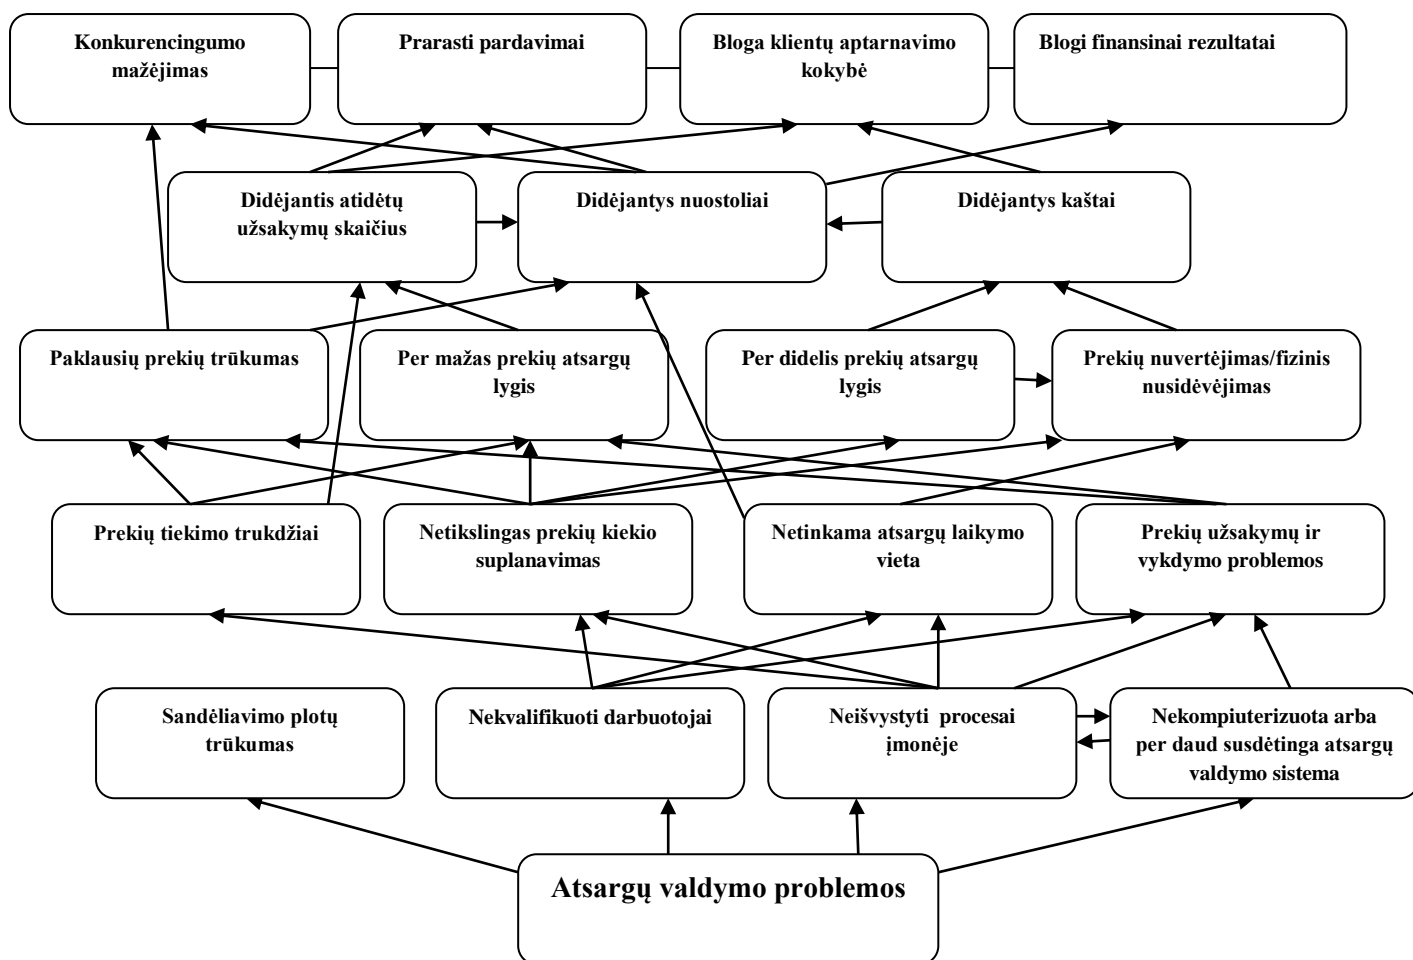 Konkurencingumo
mažėjimas
Prarasti pardavimai
Bloga klientų aptarnavimo
kokybė
Blogi finansinai rezultatai
Didėjantis atidėtų
užsakymų skaičius
Didėjantys nuostoliai
Didėjantys kaštai
Paklausių prekių trūkumas
Per mažas prekių atsargų
lygis
Per didelis prekių atsargų
lygis
Prekių nuvertėjimas/fizinis
nusidėvėjimas
Prekių tiekimo trukdžiai
Netikslingas prekių kiekio
suplanavimas
Netinkama atsargų laikymo
vieta
Prekių užsakymų ir
vykdymo problemos
Sandėliavimo plotų
trūkumas
Nekvalifikuoti darbuotojai
Neišvystyti procesai
įmonėje
Nekompiuterizuota arba
per daud susdėtinga atsargų
valdymo sistema
Atsargų valdymo problemos